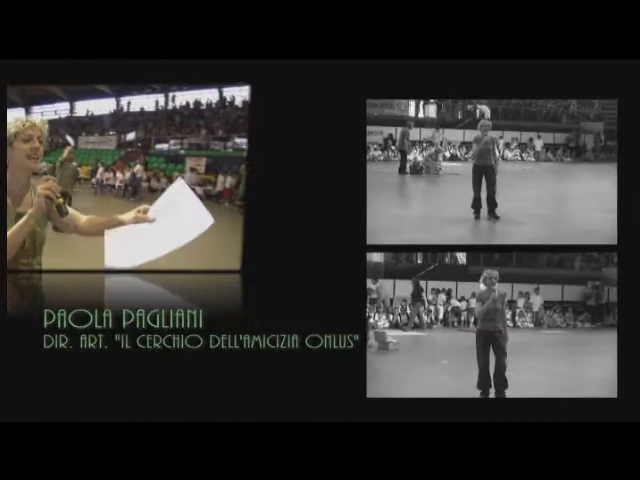 PAOLA PAGLIANI
DIR. ART. "IL CERCHIO DELL'AMICIZIA ONLUS"